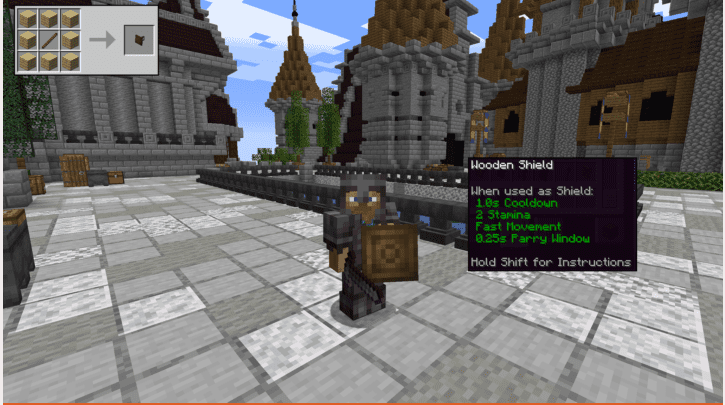 Wooden Shield
When used as Shield:
1.0s Cooldown
2 Stamina
Fast Movement
0.25s Parry Window
Hold Shift for Instructions